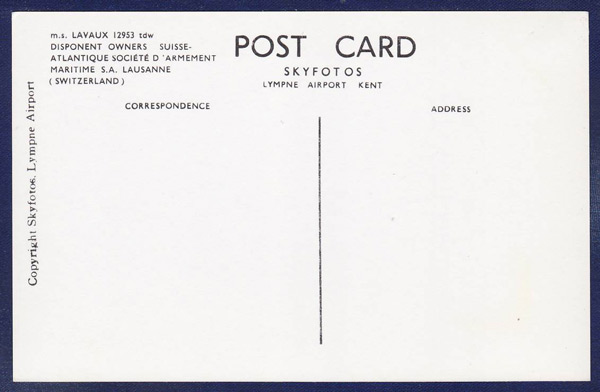 m.s. LAVAUX 12953 tdw
DISPONENT OWNERS SUISSE-
ATLANTIQUE SOCIÉTÉ D'ARMEMENT
MARITIME S.A. LAUSANNE
(SWITZERLAND)
POST CARD
SKYFOTOS
LYMPNE AIRPORT KENT
CORRESPONDENCE
ADDRESS
Copyright Skyfotos. Lympne Airport